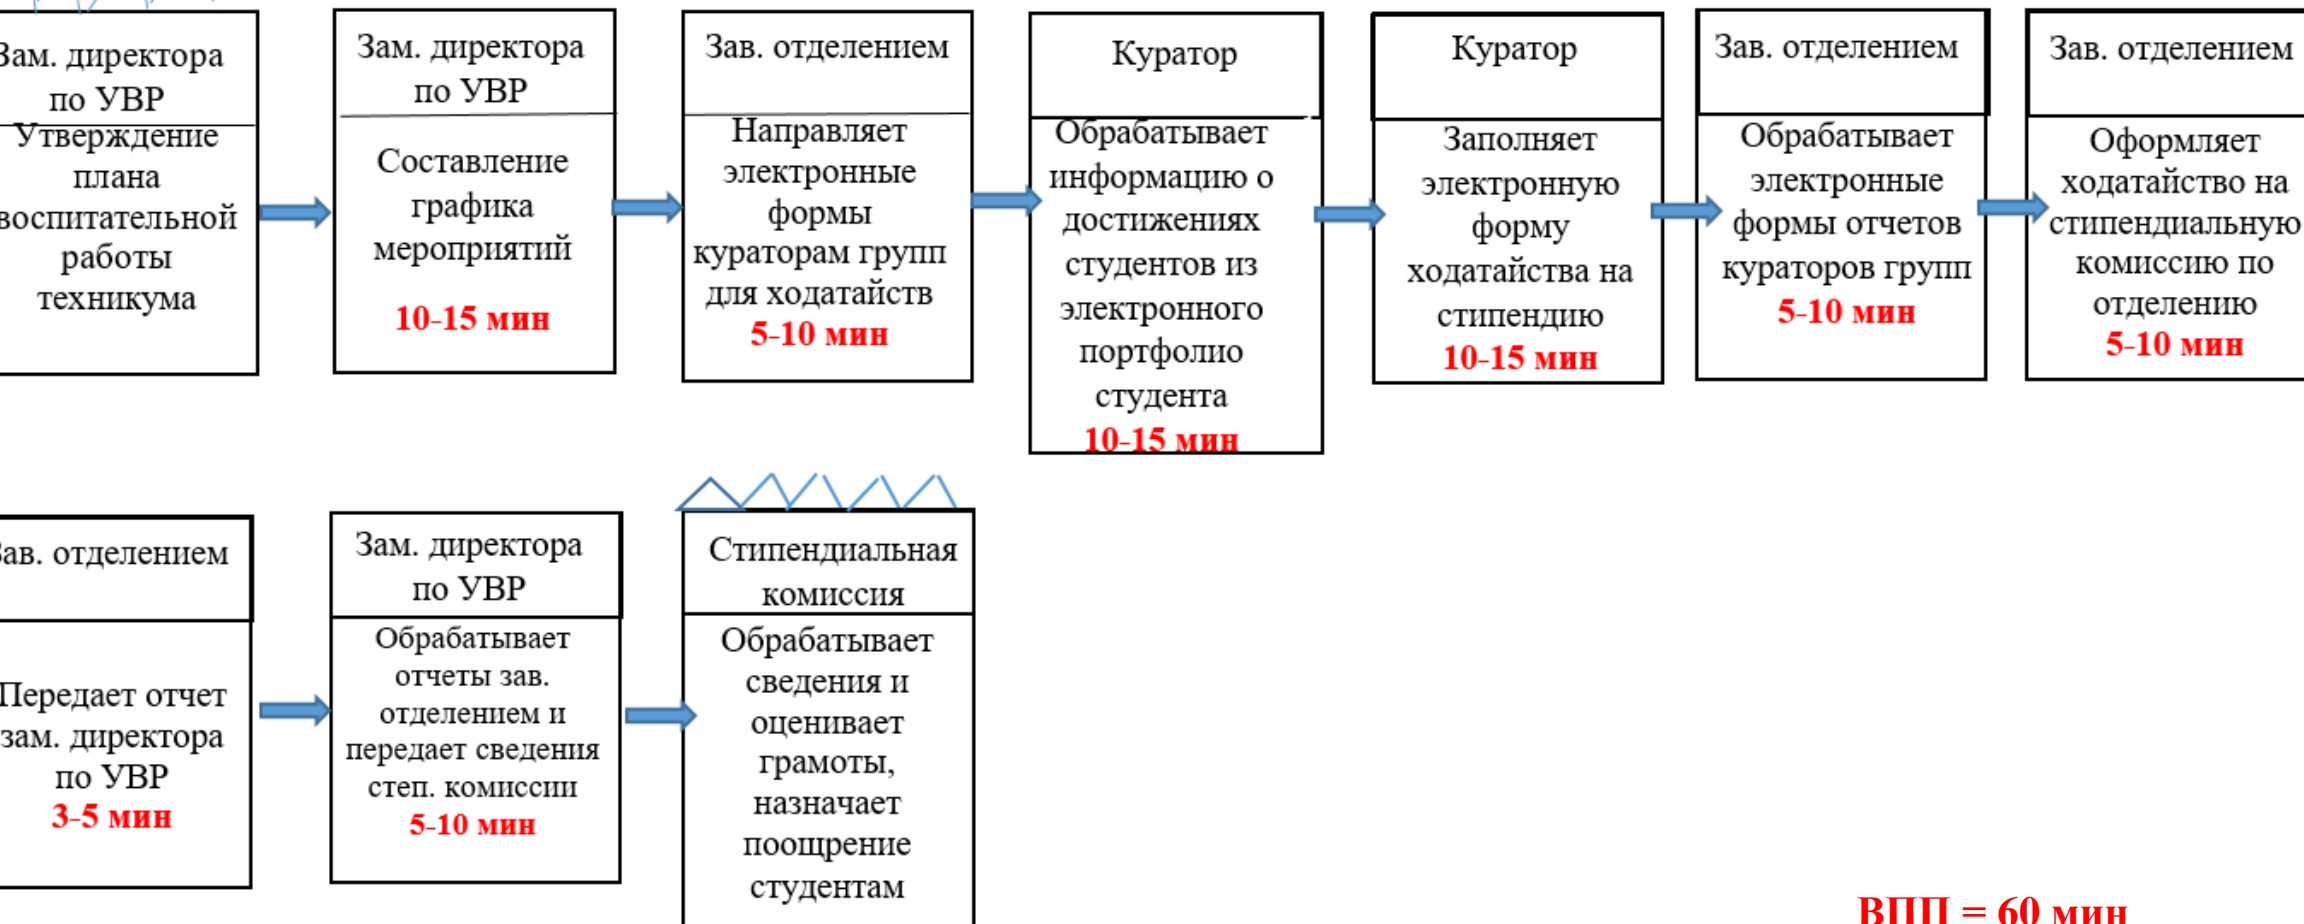 Зам. директора
по УВР
Утверждение
плана
воспитательной
работы
техникума
Зам. директора
по УВР
Составление
графика
мероприятий
10-15 мин
Зав. отделением
Направляет
электронные
формы
кураторам групп
для ходатайств
5-10 мин
Куратор
Обрабатывает
информацию о
достижениях
студентов из
электронного
портфолио
студента
10-15 мин
Куратор
Заполняет
электронную
форму
ходатайства на
стипендию
10-15 мин
Зав. отделением
Обрабатывает
электронные
формы отчетов
кураторов групп
5-10 мин
Зав. отделением
Оформляет
ходатайство на
стипендиальную
комиссию по
отделению
5-10 мин
Зав. отделением
Передает отчет
зам. директора
по УВР
3-5 мин
Зам. директора
по УВР
Обрабатывает
отчеты зав.
отделением и
передает сведения
степ. комиссии
5-10 мин
Стипендиальная
комиссия
Обрабатывает
сведения и
оценивает
грамоты,
назначает
поощрение
студентам
ВПП = 60 мин